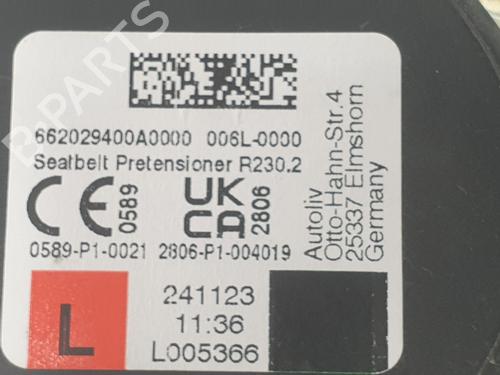 662029400A0000 006L-0000
Seatbelt Pretensioner R230.2
CE 0589
UK
CA 2806
0589-P1-0021 2806-P1-004019
Autoliv
Otto-Hahn-Str.4
25337 Elmshorn
Germany
L
241123
11:36
L005366
B-PARTS